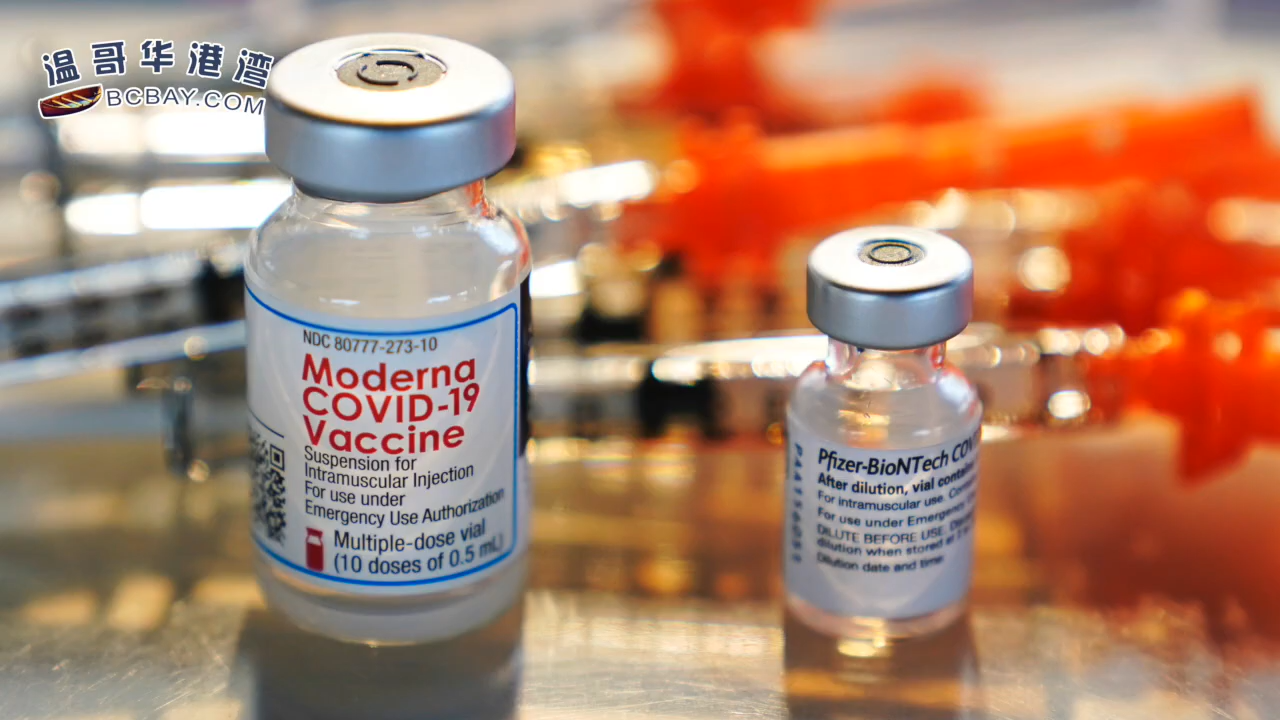 温哥华港湾
BCBAY.COM
NDC 80777-273-10
Moderna
COVID-19
Vaccine
Suspension for
Intramuscular Injection
For use under
Emergency Use Authorization
Multiple-dose vial
(10 doses of 0.5 mL)
Pfizer-BioNTech
After dilution, vial
For intramuscular use.
For use under Emergency
DILUTE BEFORE USE.
dilution when stored at
Dilution date and time: